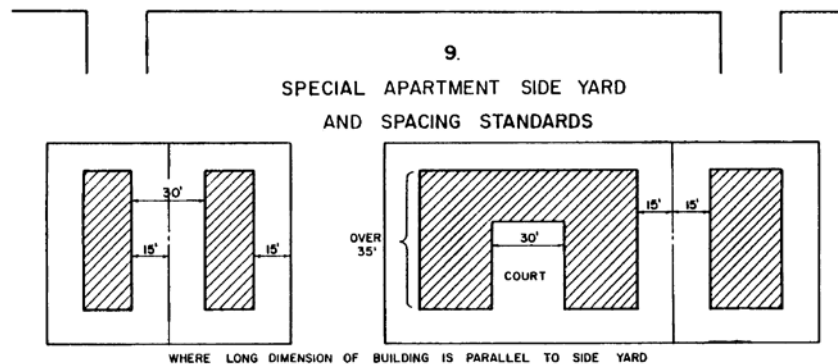 9.
SPECIAL APARTMENT SIDE YARD
AND SPACING STANDARDS
30'
15'
15'
OVER
35'
30'
COURT
15'
15'
WHERE LONG DIMENSION OF BUILDING IS PARALLEL TO SIDE YARD